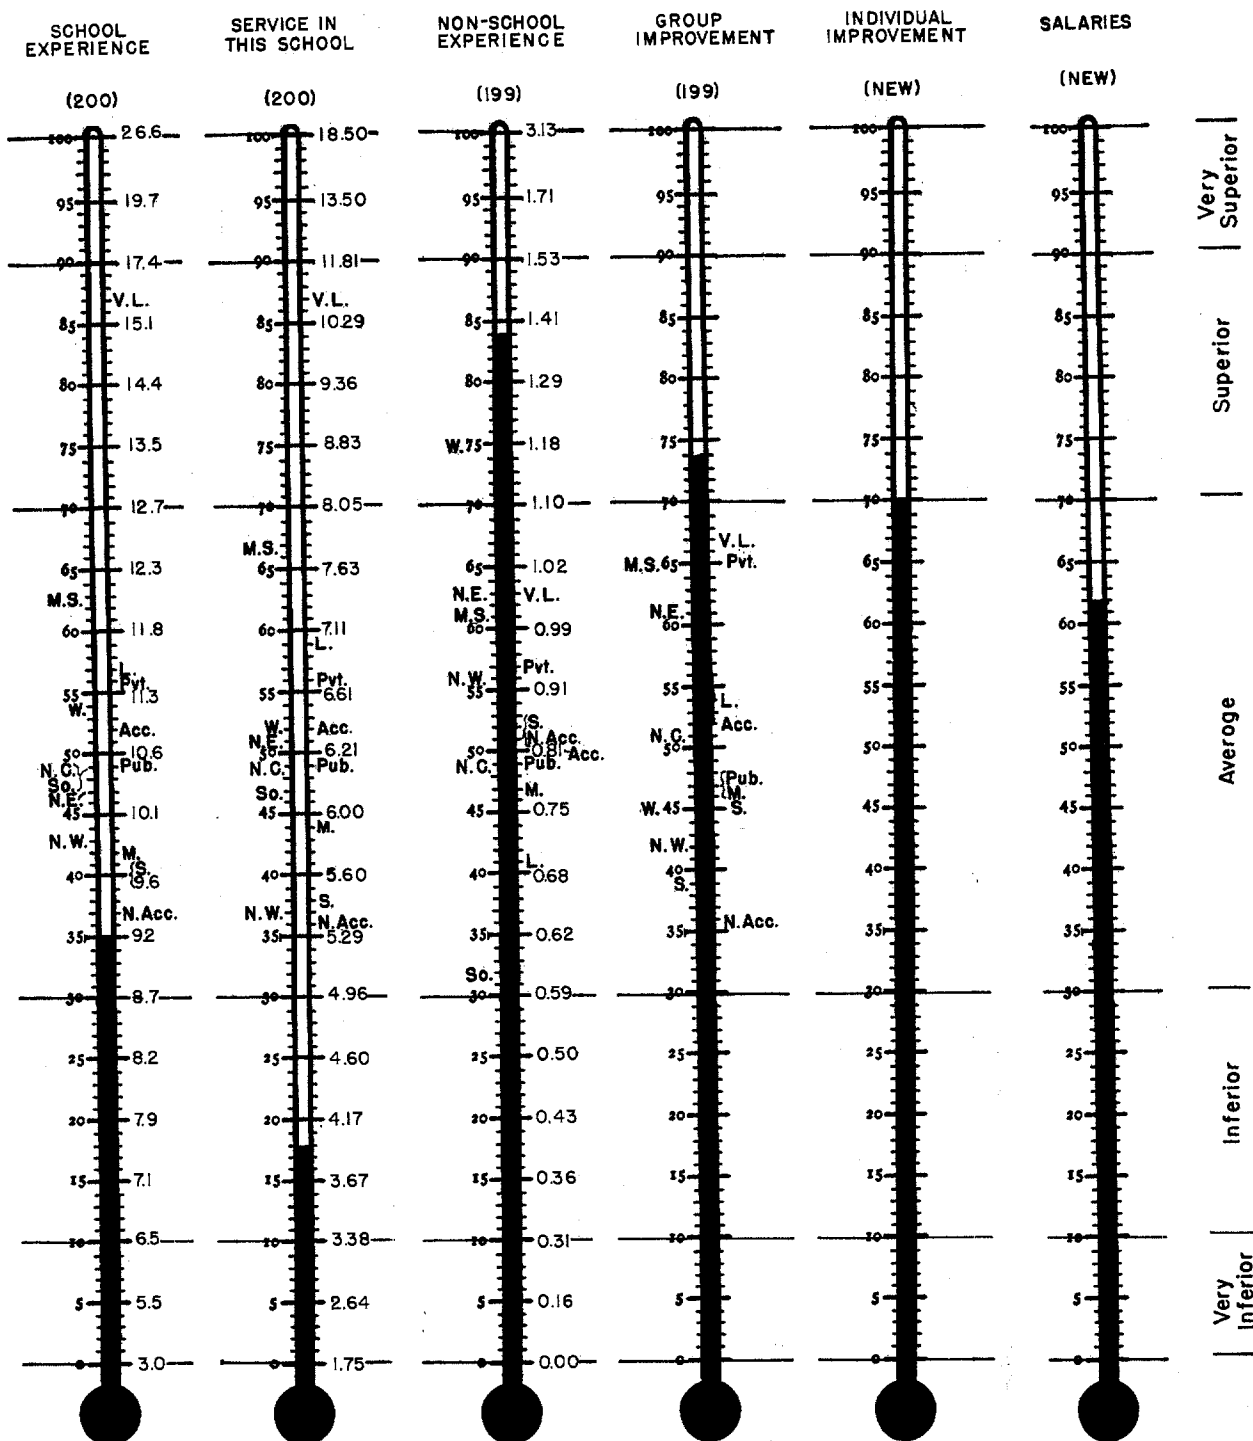 SCHOOL
EXPERIENCE
(200)
100 26.6
95 19.7
90 17.4
V.L.
85 15.1
80 14.4
75 13.5
70 12.7
65 12.3
M.S.
60 11.8
L.
Pvt.
55 11.3
W.
Acc.
50 10.6
N.C. Pub.
So.
N.E.
45 10.1
N.W.
M.
S.
40 9.6
N.Acc.
35 9.2
30 8.7
25 8.2
20 7.9
15 7.1
10 6.5
5 5.5
0 3.0
SERVICE IN
THIS SCHOOL
(200)
100 18.50
95 13.50
90 11.81
V.L.
85 10.29
80 9.36
75 8.83
70 8.05
M.S.
65 7.63
60 7.11
L.
Pvt.
55 6.61
W. Acc.
N.E.
50 6.21
N.C. Pub.
So.
45 6.00
M.
40 5.60
S.
N.W.
N.Acc.
35 5.29
30 4.96
25 4.60
20 4.17
15 3.67
10 3.38
5 2.64
0 1.75
NON-SCHOOL
EXPERIENCE
(199)
100 3.13
95 1.71
90 1.53
85 1.41
80 1.29
W. 75 1.18
70 1.10
65 1.02
N.E. V.L.
M.S.
60 0.99
Pvt.
N.W.
55 0.91
S.
N.Acc.
50 0.81 Acc.
N.C. Pub.
M.
45 0.75
L.
40 0.68
35 0.62
So.
30 0.59
25 0.50
20 0.43
15 0.36
10 0.31
5 0.16
0 0.00
GROUP
IMPROVEMENT
(199)
100
95
90
85
80
75
70
V.L.
M.S. 65 Pvt.
N.E.
60
55
L.
Acc.
N.C.
50
Pub.
M.
W. 45 S.
N.W.
40
S.
N.Acc.
35
30
25
20
15
10
5
0
INDIVIDUAL
IMPROVEMENT
(NEW)
100
95
90
85
80
75
70
65
60
55
50
45
40
35
30
25
20
15
10
5
0
SALARIES
(NEW)
100
95
90
85
80
75
70
65
60
55
50
45
40
35
30
25
20
15
10
5
0
Very
Superior
Superior
Averoge
Inferior
Very
Inferior